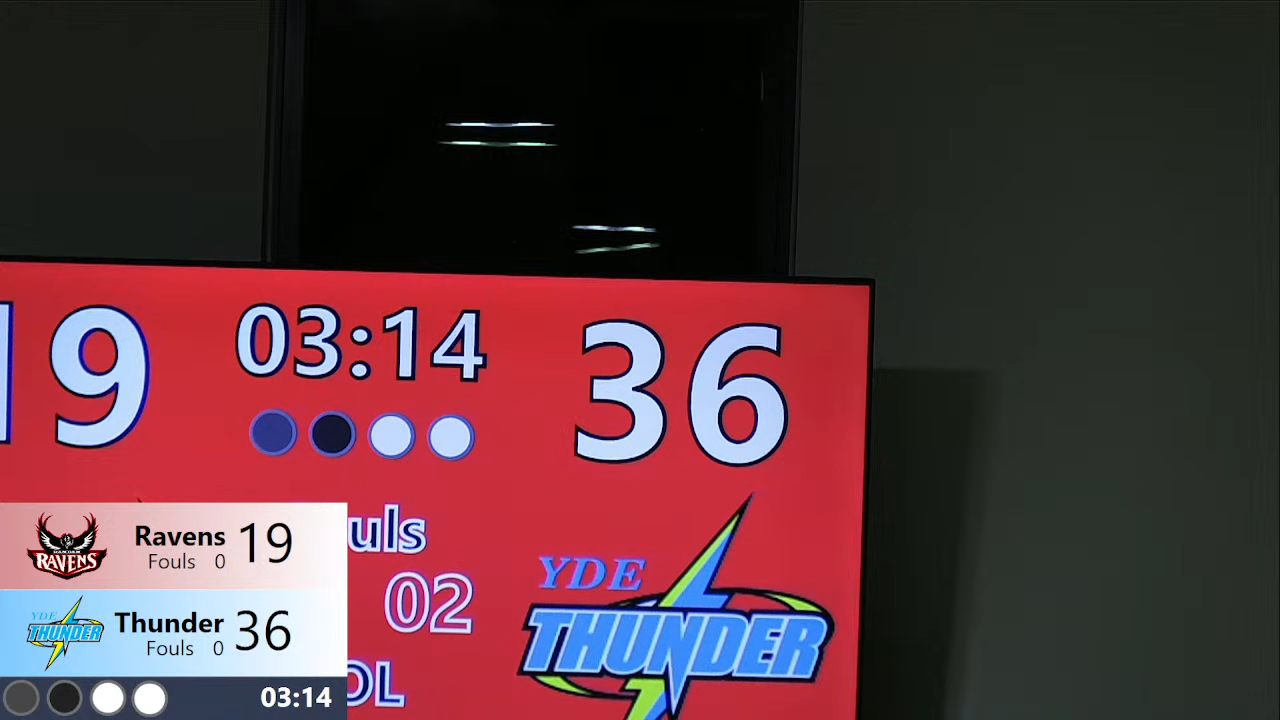 19 03:14 36
uls
02
OL
YDE
THUNDER
RAVENS
Ravens 19
Fouls 0
YDE
THUNDER
Thunder 36
Fouls 0
03:14